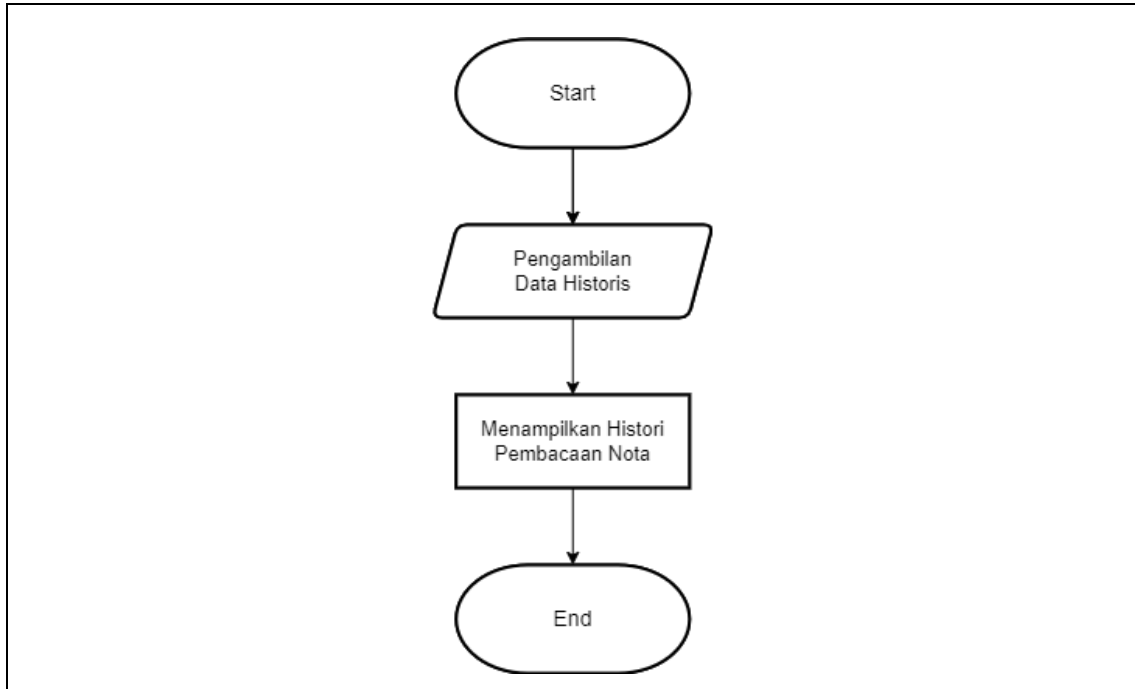 Start
Pengambilan
Data Historis
Menampilkan Histori
Pembacaan Nota
End